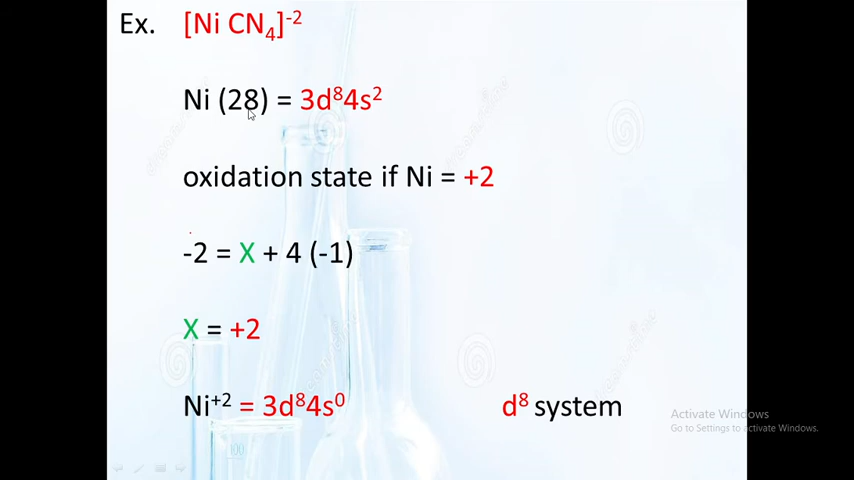 Ex. [Ni CN₄]⁻²
Ni (28) = 3d⁸4s²
oxidation state if Ni = +2
-2 = X + 4 (-1)
X = +2
Ni⁺² = 3d⁸4s⁰ d⁸ system
Activate Windows
Go to Settings to activate Windows.
100